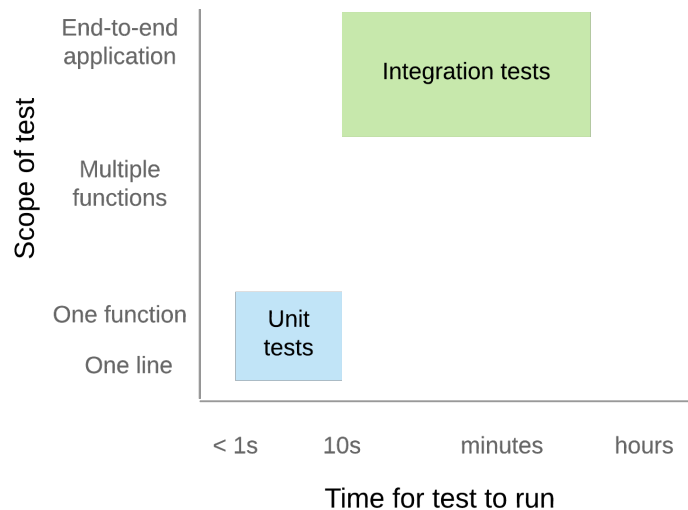 End-to-end
application
Integration tests
Scope of test
Multiple
functions
One function
Unit
tests
One line
< 1s
10s
minutes
hours
Time for test to run